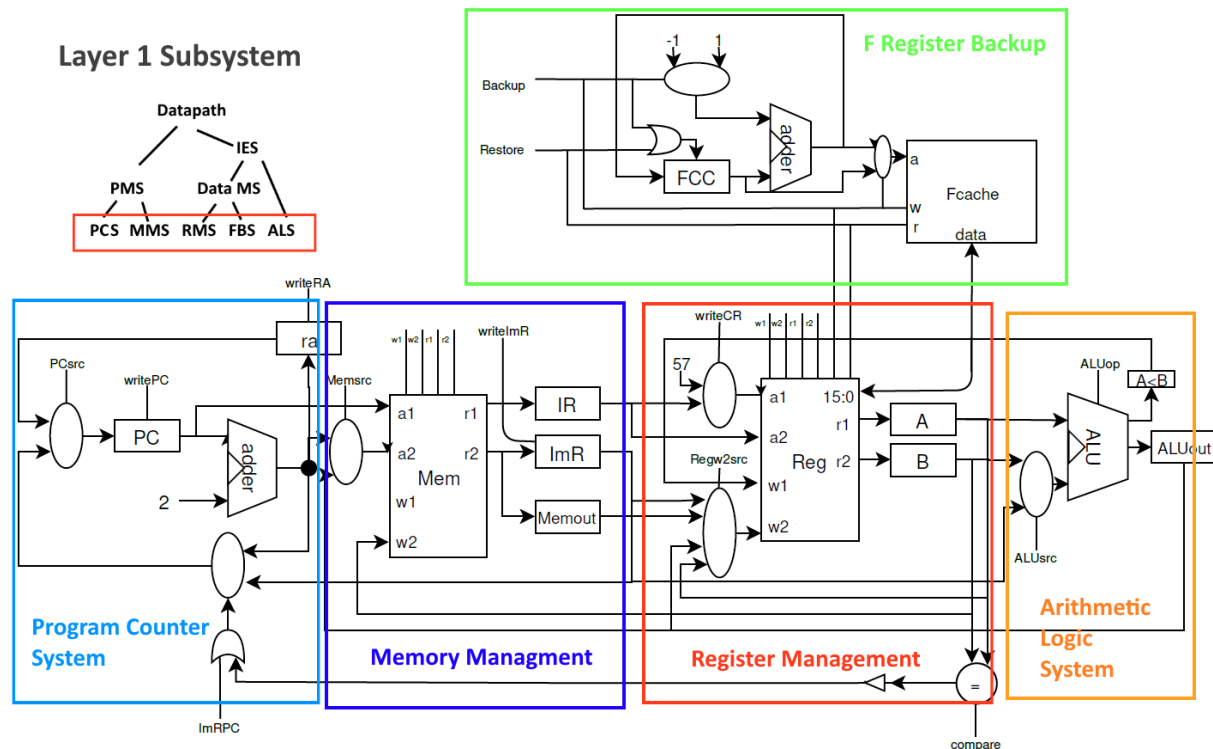 Layer 1 Subsystem
Datapath
IES
PMS
Data MS
PCS MMS RMS FBS ALS
F Register Backup
-1
1
Backup
Restore
adder
FCC
a
Fcache
w
r
data
writeRA
ra
PCsrc
writePC
PC
adder
2
Program Counter
System
ImRPC
Memsrc
w1 w2 r1 r2
writeImR
a1
r1
a2
r2
Mem
w1
w2
IR
ImR
Memout
Memory Managment
writeCR
w1 w2 r1 r2
57
a1
15:0
r1
a2
Reg
r2
w1
w2
Regw2src
A
B
Register Management
=
compare
ALUop
A<B
ALU
ALUout
ALUsrc
Arithmetic
Logic
System